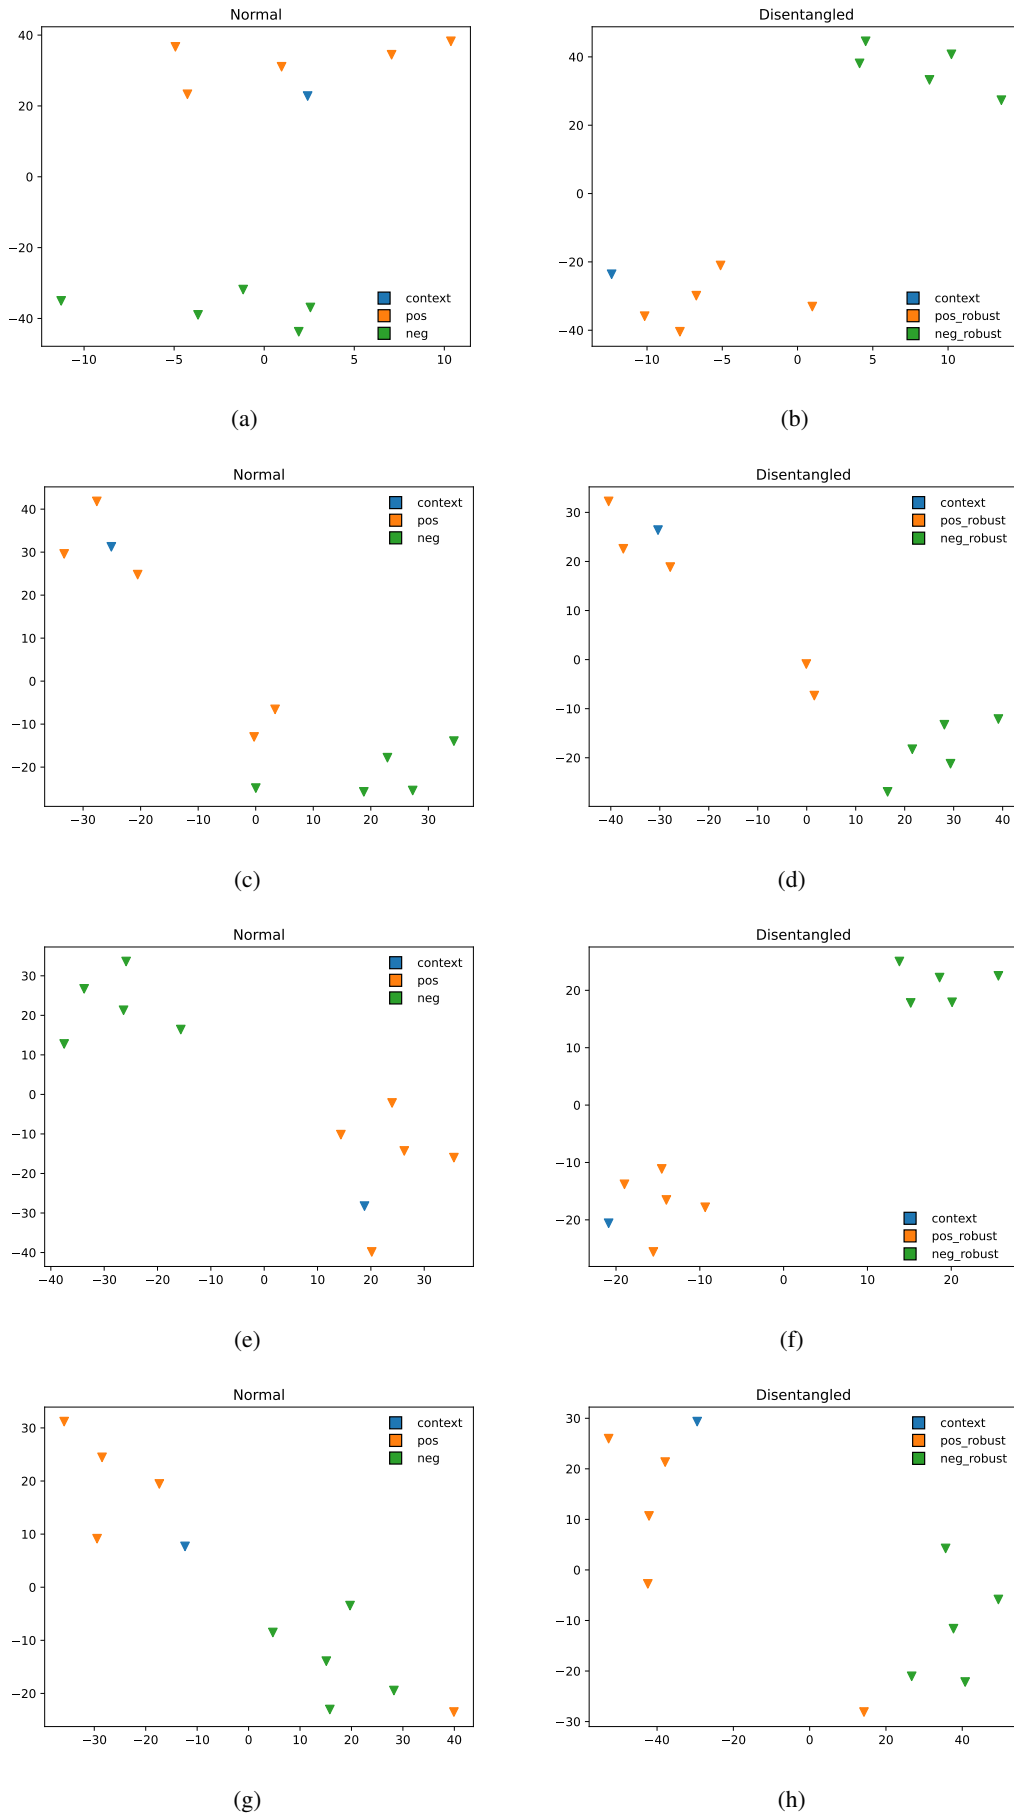 Normal
40
20
0
−20
−40
−10
−5
0
5
10
context
pos
neg
(a)
Disentangled
40
20
0
−20
−40
−10
−5
0
5
10
context
pos_robust
neg_robust
(b)
Normal
40
30
20
10
0
−10
−20
−30
−20
−10
0
10
20
30
context
pos
neg
(c)
Disentangled
30
20
10
0
−10
−20
−40
−30
−20
−10
0
10
20
30
40
context
pos_robust
neg_robust
(d)
Normal
30
20
10
0
−10
−20
−30
−40
−40
−30
−20
−10
0
10
20
30
context
pos
neg
(e)
Disentangled
20
10
0
−10
−20
−20
−10
0
10
20
context
pos_robust
neg_robust
(f)
Normal
30
20
10
0
−10
−20
−30
−20
−10
0
10
20
30
40
context
pos
neg
(g)
Disentangled
30
20
10
0
−10
−20
−30
−40
−20
0
20
40
context
pos_robust
neg_robust
(h)